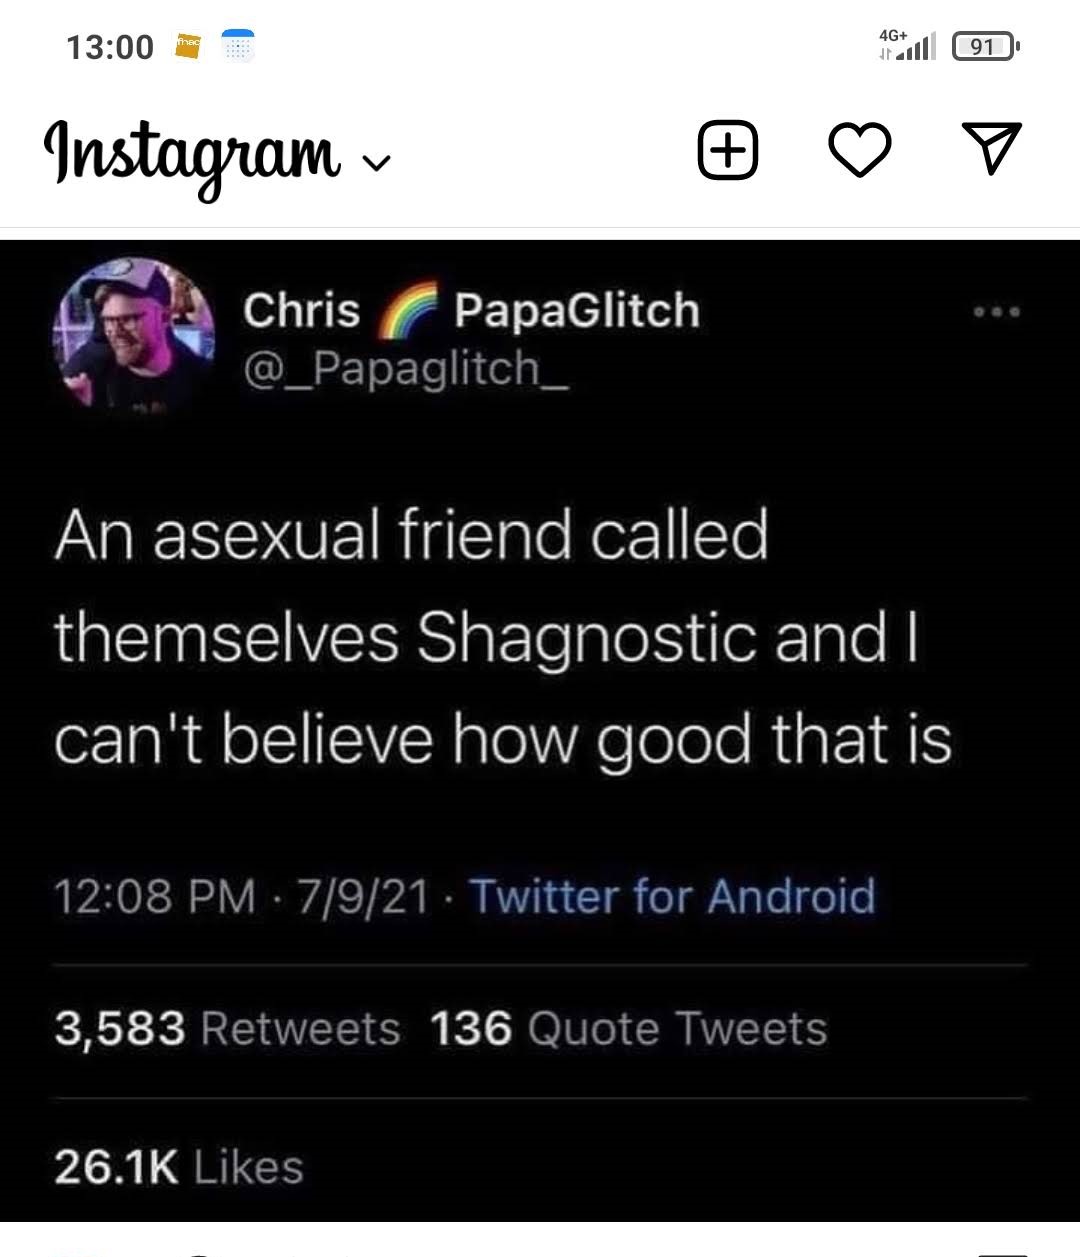 13:00
fnac
4G+
91
Instagram
Chris 🌈 PapaGlitch
@_Papaglitch_
An asexual friend called
themselves Shagnostic and I
can't believe how good that is
12:08 PM · 7/9/21 · Twitter for Android
3,583 Retweets 136 Quote Tweets
26.1K Likes